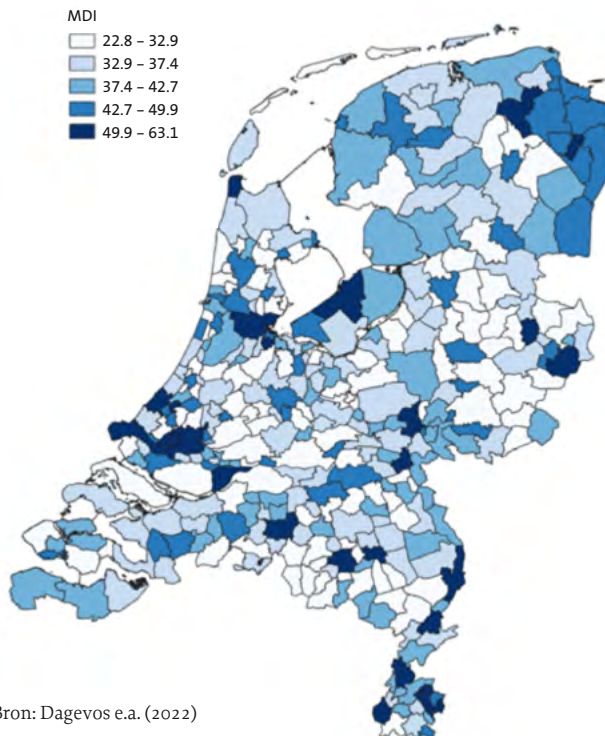 MDI
22.8 – 32.9
32.9 – 37.4
37.4 – 42.7
42.7 – 49.9
49.9 – 63.1
Bron: Dagevos e.a. (2022)